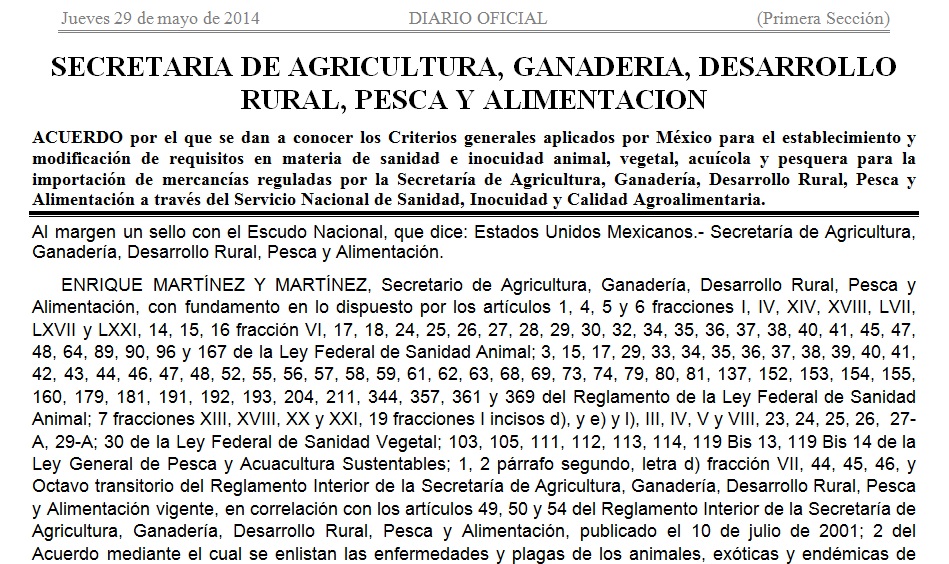 Jueves 29 de mayo de 2014 DIARIO OFICIAL (Primera Sección)
SECRETARIA DE AGRICULTURA, GANADERIA, DESARROLLO
RURAL, PESCA Y ALIMENTACION
ACUERDO por el que se dan a conocer los Criterios generales aplicados por México para el establecimiento y
modificación de requisitos en materia de sanidad e inocuidad animal, vegetal, acuícola y pesquera para la
importación de mercancías reguladas por la Secretaría de Agricultura, Ganadería, Desarrollo Rural, Pesca y
Alimentación a través del Servicio Nacional de Sanidad, Inocuidad y Calidad Agroalimentaria.
Al margen un sello con el Escudo Nacional, que dice: Estados Unidos Mexicanos.- Secretaría de Agricultura,
Ganadería, Desarrollo Rural, Pesca y Alimentación.
ENRIQUE MARTÍNEZ Y MARTÍNEZ, Secretario de Agricultura, Ganadería, Desarrollo Rural, Pesca y
Alimentación, con fundamento en lo dispuesto por los artículos 1, 4, 5 y 6 fracciones I, IV, XIV, XVIII, LVII,
LXVII y LXXI, 14, 15, 16 fracción VI, 17, 18, 24, 25, 26, 27, 28, 29, 30, 32, 34, 35, 36, 37, 38, 40, 41, 45, 47,
48, 64, 89, 90, 96 y 167 de la Ley Federal de Sanidad Animal; 3, 15, 17, 29, 33, 34, 35, 36, 37, 38, 39, 40, 41,
42, 43, 44, 46, 47, 48, 52, 55, 56, 57, 58, 59, 61, 62, 63, 68, 69, 73, 74, 79, 80, 81, 137, 152, 153, 154, 155,
160, 179, 181, 191, 192, 193, 204, 211, 344, 357, 361 y 369 del Reglamento de la Ley Federal de Sanidad
Animal; 7 fracciones XIII, XVIII, XX y XXI, 19 fracciones I incisos d), y e) y l), III, IV, V y VIII, 23, 24, 25, 26, 27-
A, 29-A; 30 de la Ley Federal de Sanidad Vegetal; 103, 105, 111, 112, 113, 114, 119 Bis 13, 119 Bis 14 de la
Ley General de Pesca y Acuacultura Sustentables; 1, 2 párrafo segundo, letra d) fracción VII, 44, 45, 46, y
Octavo transitorio del Reglamento Interior de la Secretaría de Agricultura, Ganadería, Desarrollo Rural, Pesca
y Alimentación vigente, en correlación con los artículos 49, 50 y 54 del Reglamento Interior de la Secretaría de
Agricultura, Ganadería, Desarrollo Rural, Pesca y Alimentación, publicado el 10 de julio de 2001; 2 del
Acuerdo mediante el cual se enlistan las enfermedades y plagas de los animales, exóticas y endémicas de